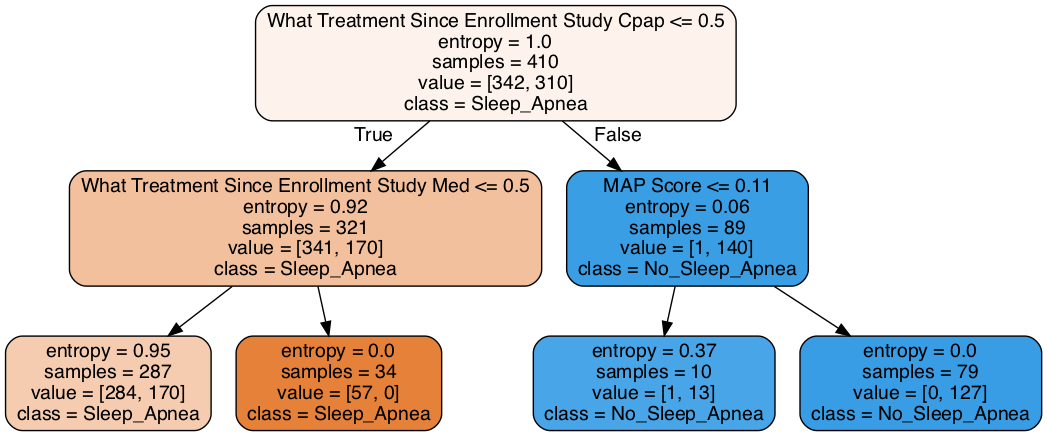 What Treatment Since Enrollment Study Cpap <= 0.5
entropy = 1.0
samples = 410
value = [342, 310]
class = Sleep_Apnea
True
False
What Treatment Since Enrollment Study Med <= 0.5
entropy = 0.92
samples = 321
value = [341, 170]
class = Sleep_Apnea
MAP Score <= 0.11
entropy = 0.06
samples = 89
value = [1, 140]
class = No_Sleep_Apnea
entropy = 0.95
samples = 287
value = [284, 170]
class = Sleep_Apnea
entropy = 0.0
samples = 34
value = [57, 0]
class = Sleep_Apnea
entropy = 0.37
samples = 10
value = [1, 13]
class = No_Sleep_Apnea
entropy = 0.0
samples = 79
value = [0, 127]
class = No_Sleep_Apnea